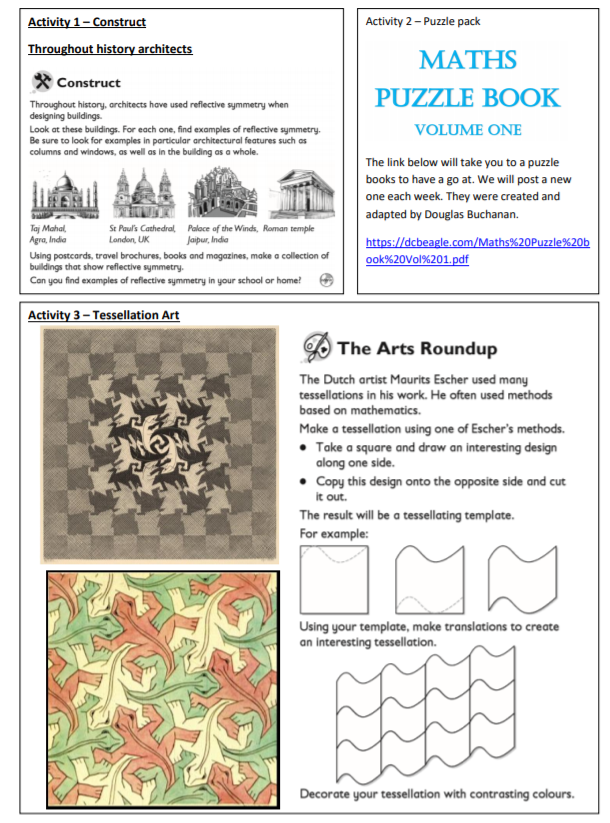 Activity 1 – Construct
Throughout history architects
Construct
Throughout history, architects have used reflective symmetry when
designing buildings.
Look at these buildings. For each one, find examples of reflective symmetry.
Be sure to look for examples in particular architectural features such as
columns and windows, as well as in the building as a whole.
Taj Mahal,
Agra, India
St Paul's Cathedral,
London, UK
Palace of the Winds,
Jaipur, India
Roman temple
Using postcards, travel brochures, books and magazines, make a collection of
buildings that show reflective symmetry.
Can you find examples of reflective symmetry in your school or home?
Activity 2 – Puzzle pack
MATHS
PUZZLE BOOK
VOLUME ONE
The link below will take you to a puzzle
books to have a go at. We will post a new
one each week. They were created and
adapted by Douglas Buchanan.
https://dcbeagle.com/Maths%20Puzzle%20b
ook%20Vol%201.pdf
Activity 3 – Tessellation Art
The Arts Roundup
The Dutch artist Maurits Escher used many
tessellations in his work. He often used methods
based on mathematics.
Make a tessellation using one of Escher's methods.
• Take a square and draw an interesting design
along one side.
• Copy this design onto the opposite side and cut
it out.
The result will be a tessellating template.
For example:
Using your template, make translations to create
an interesting tessellation.
Decorate your tessellation with contrasting colours.